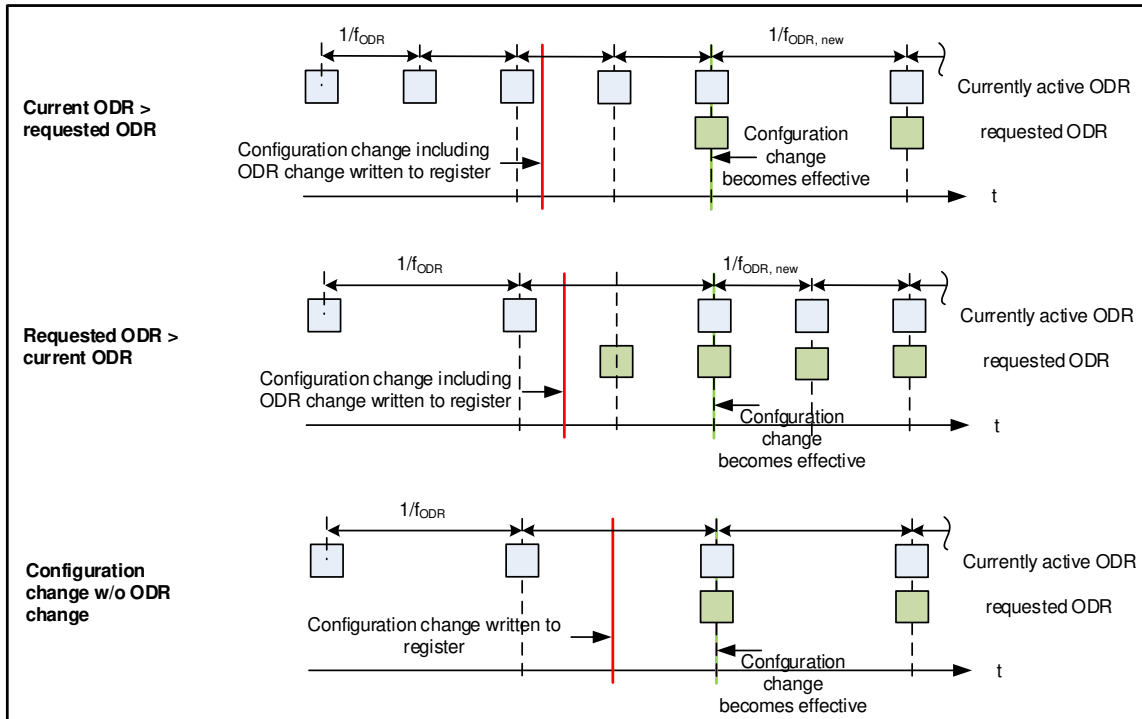 1/fODR
1/fODR, new
Current ODR >
requested ODR
Currently active ODR
requested ODR
Configuration change including
ODR change written to register
Confguration
change
becomes effective
t
1/fODR
1/fODR, new
Requested ODR >
current ODR
Currently active ODR
requested ODR
Configuration change including
ODR change written to register
Confguration
change
becomes effective
t
1/fODR
Configuration
change w/o ODR
change
Currently active ODR
requested ODR
Configuration change written to
register
Confguration
change
becomes effective
t